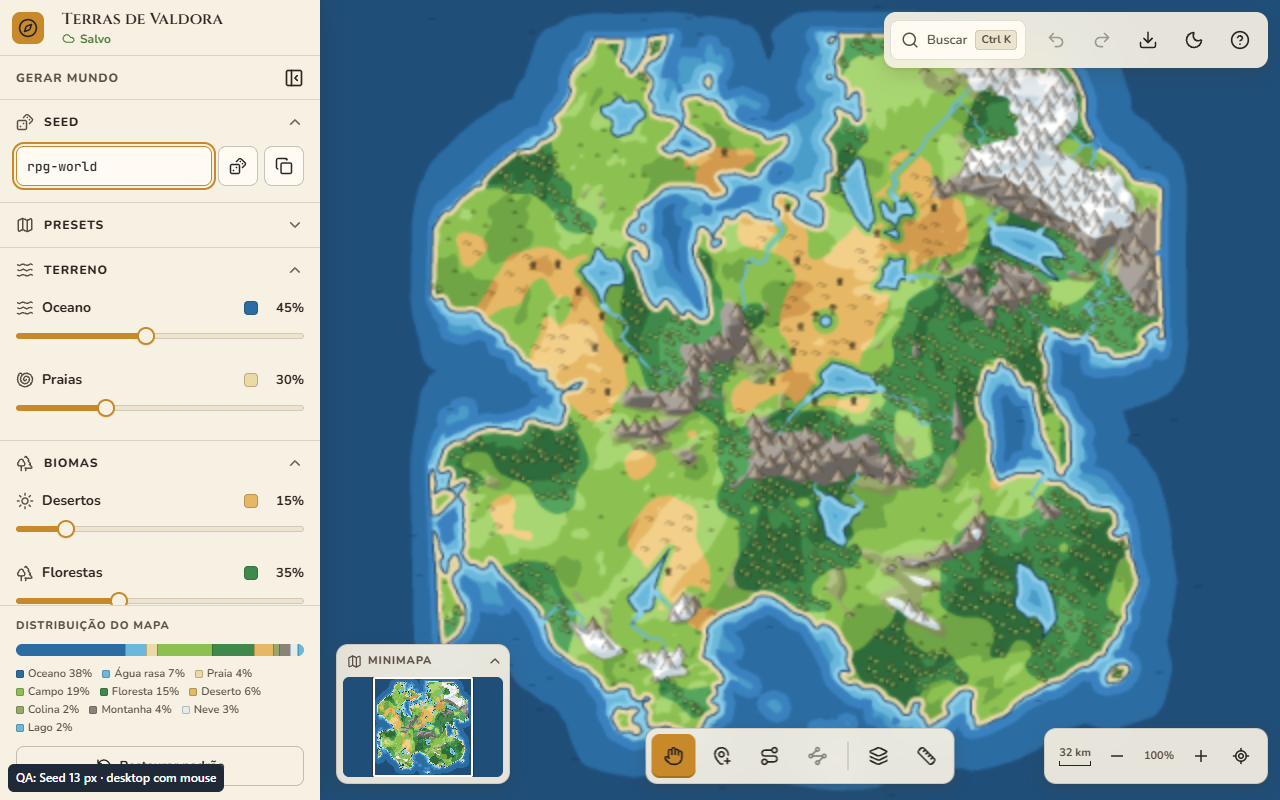 Terras de Valdora
Salvo
GERAR MUNDO
SEED
rpg-world
PRESETS
TERRENO
Oceano 45%
Praias 30%
BIOMAS
Desertos 15%
Florestas 35%
DISTRIBUIÇÃO DO MAPA
Oceano 38% Água rasa 7% Praia 4%
Campo 19% Floresta 15% Deserto 6%
Colina 2% Montanha 4% Neve 3%
Lago 2%
QA: Seed 13 px · desktop com mouse
Buscar Ctrl K
MINIMAPA
32 km 100%